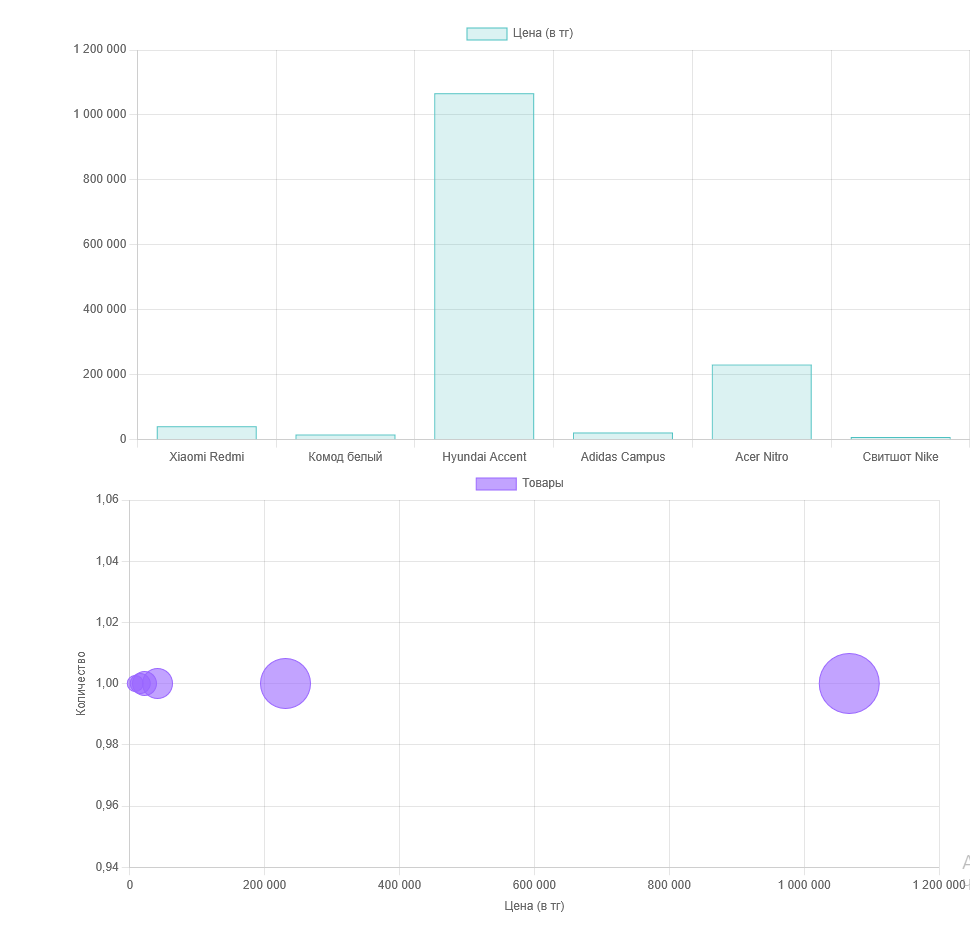 Цена (в тг)
1 200 000
1 000 000
800 000
600 000
400 000
200 000
0
Xiaomi Redmi Комод белый Hyundai Accent Adidas Campus Acer Nitro Свитшот Nike
Товары
1,06
1,04
1,02
1,00
0,98
0,96
0,94
Количество
0 200 000 400 000 600 000 800 000 1 000 000 1 200 000
Цена (в тг)